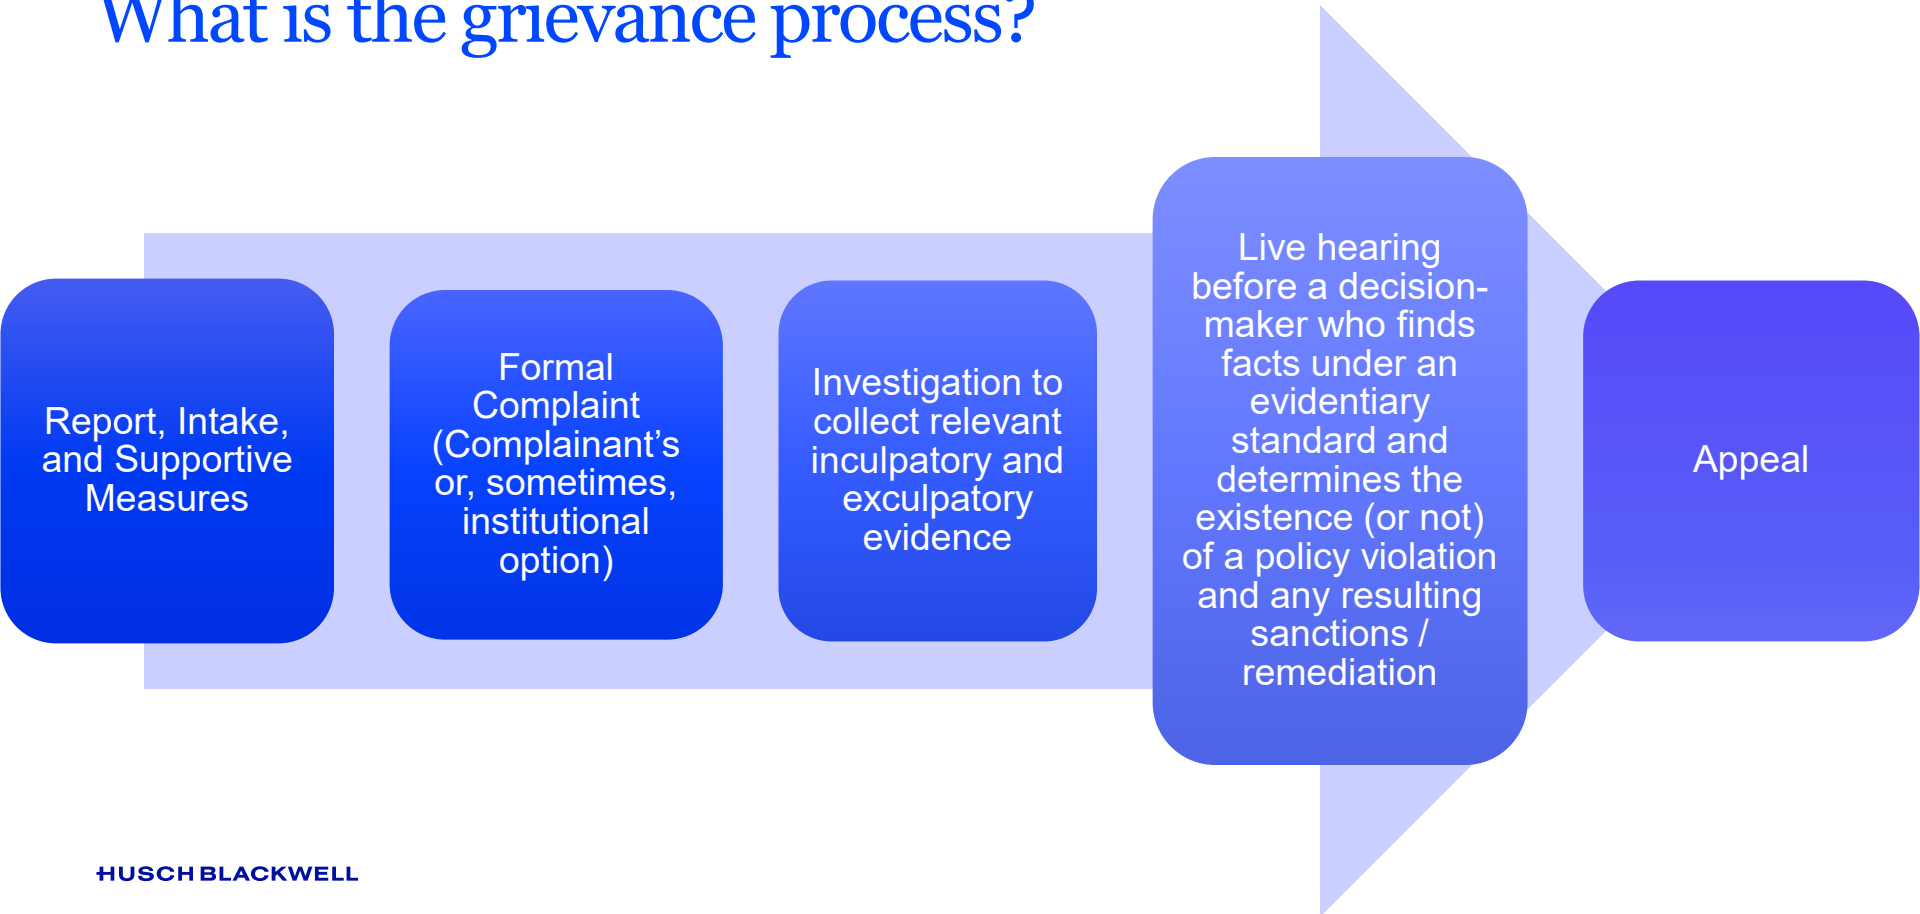 What is the grievance process?
Report, Intake,
and Supportive
Measures
Formal
Complaint
(Complainant’s
or, sometimes,
institutional
option)
Investigation to
collect relevant
inculpatory and
exculpatory
evidence
Live hearing
before a decision-
maker who finds
facts under an
evidentiary
standard and
determines the
existence (or not)
of a policy violation
and any resulting
sanctions /
remediation
Appeal
HUSCH BLACKWELL